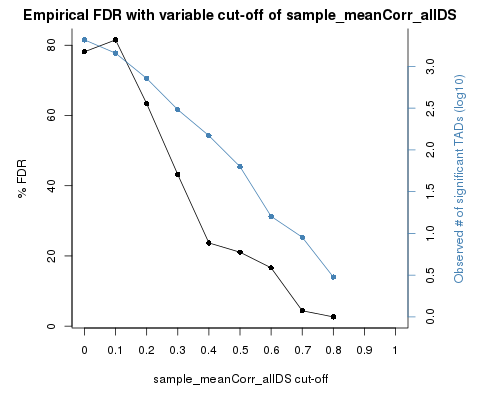 Empirical FDR with variable cut-off of sample_meanCorr_allDS
% FDR
0
20
40
60
80
0 0.1 0.2 0.3 0.4 0.5 0.6 0.7 0.8 0.9 1
sample_meanCorr_allDS cut-off
0.0
0.5
1.0
1.5
2.0
2.5
3.0
Observed # of significant TADs (log10)